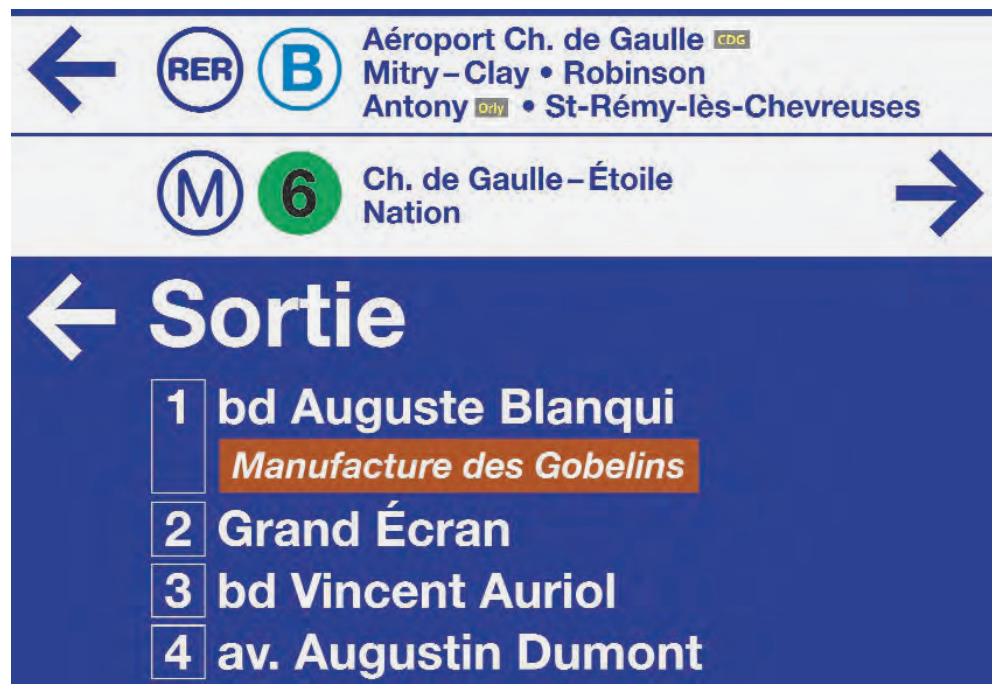 RER B Aéroport Ch. de Gaulle CDG
Mitry–Clay • Robinson
Antony Orly • St-Rémy-lès-Chevreuses
M 6 Ch. de Gaulle–Étoile
Nation
Sortie
1 bd Auguste Blanqui
Manufacture des Gobelins
2 Grand Écran
3 bd Vincent Auriol
4 av. Augustin Dumont